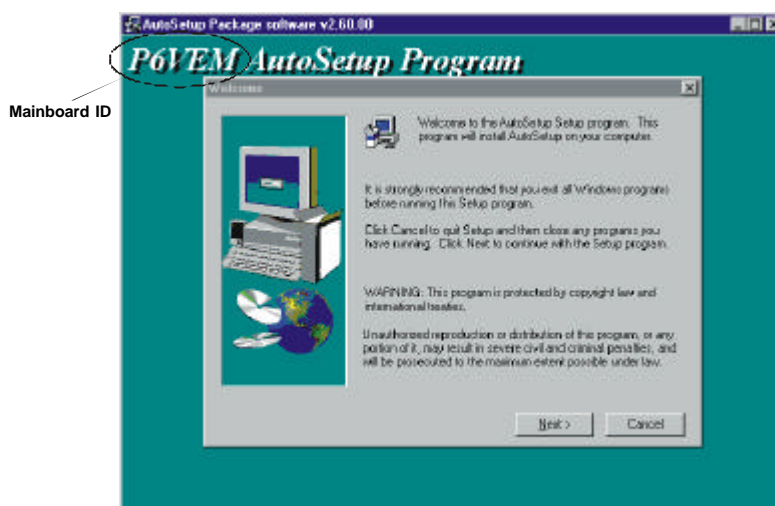 AutoSetup Package software v2.60.00
P6VEM AutoSetup Program
Mainboard ID
Welcome
Welcome to the AutoSetup Setup program. This
program will install AutoSetup on your computer.
It is strongly recommended that you exit all Windows programs
before running this Setup program.
Click Cancel to quit Setup and then close any programs you
have running. Click Next to continue with the Setup program.
WARNING: This program is protected by copyright law and
international treaties.
Unauthorized reproduction or distribution of this program, or any
portion of it, may result in severe civil and criminal penalties, and
will be prosecuted to the maximum extent possible under law.
Next >
Cancel